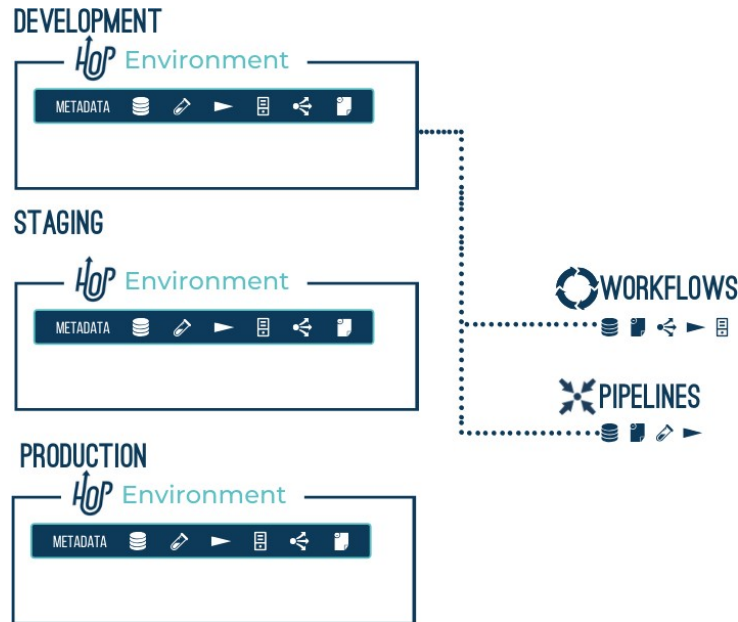 DEVELOPMENT
HOP Environment
METADATA
STAGING
HOP Environment
METADATA
WORKFLOWS
PIPELINES
PRODUCTION
HOP Environment
METADATA